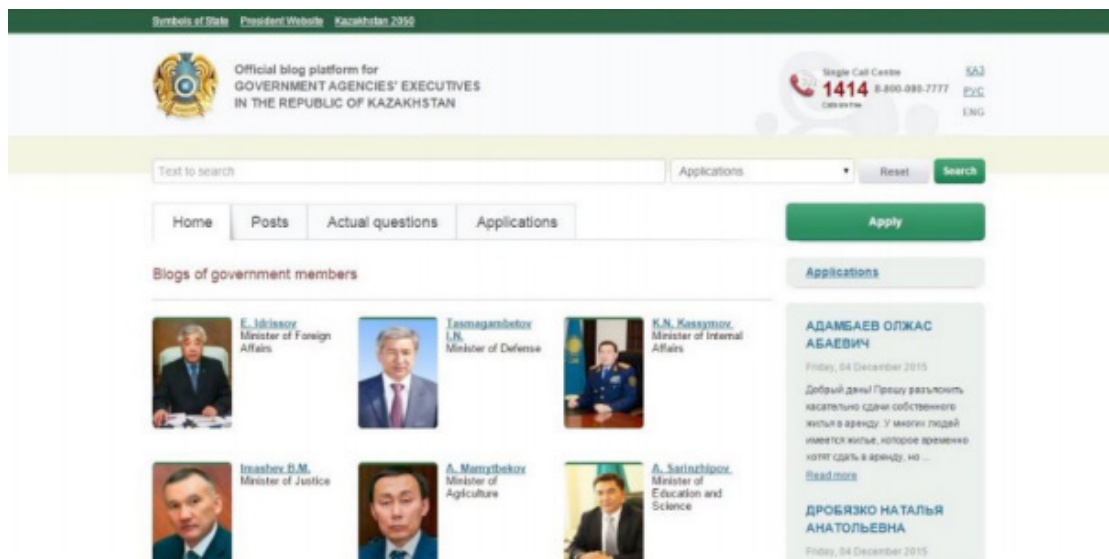 Symbols of State President Website Kazakhstan 2050
Official blog platform for
GOVERNMENT AGENCIES' EXECUTIVES
IN THE REPUBLIC OF KAZAKHSTAN
Single Call Centre
1414 8-800-080-7777
Calls are free
ҚАЗ
РУС
ENG
Text to search
Applications
Reset
Search
Home
Posts
Actual questions
Applications
Apply
Blogs of government members
Applications
E. Idrissov
Minister of Foreign
Affairs
Tasmagambetov
I.N.
Minister of Defense
K.N. Kassymov
Minister of Internal
Affairs
Imashev B.M.
Minister of Justice
A. Mamytbekov
Minister of
Agriculture
A. Sarinzhipov
Minister of
Education and
Science
АДАМБАЕВ ОЛЖАС
АБАЕВИЧ
Friday, 04 December 2015
Добрый день! Прошу разъяснить
касательно сдачи собственного
жилья в аренду. У многих людей
имеется жилье, которое временно
хотят сдать в аренду, но ...
Read more
ДРОБЯЗКО НАТАЛЬЯ
АНАТОЛЬЕВНА
Friday, 04 December 2015